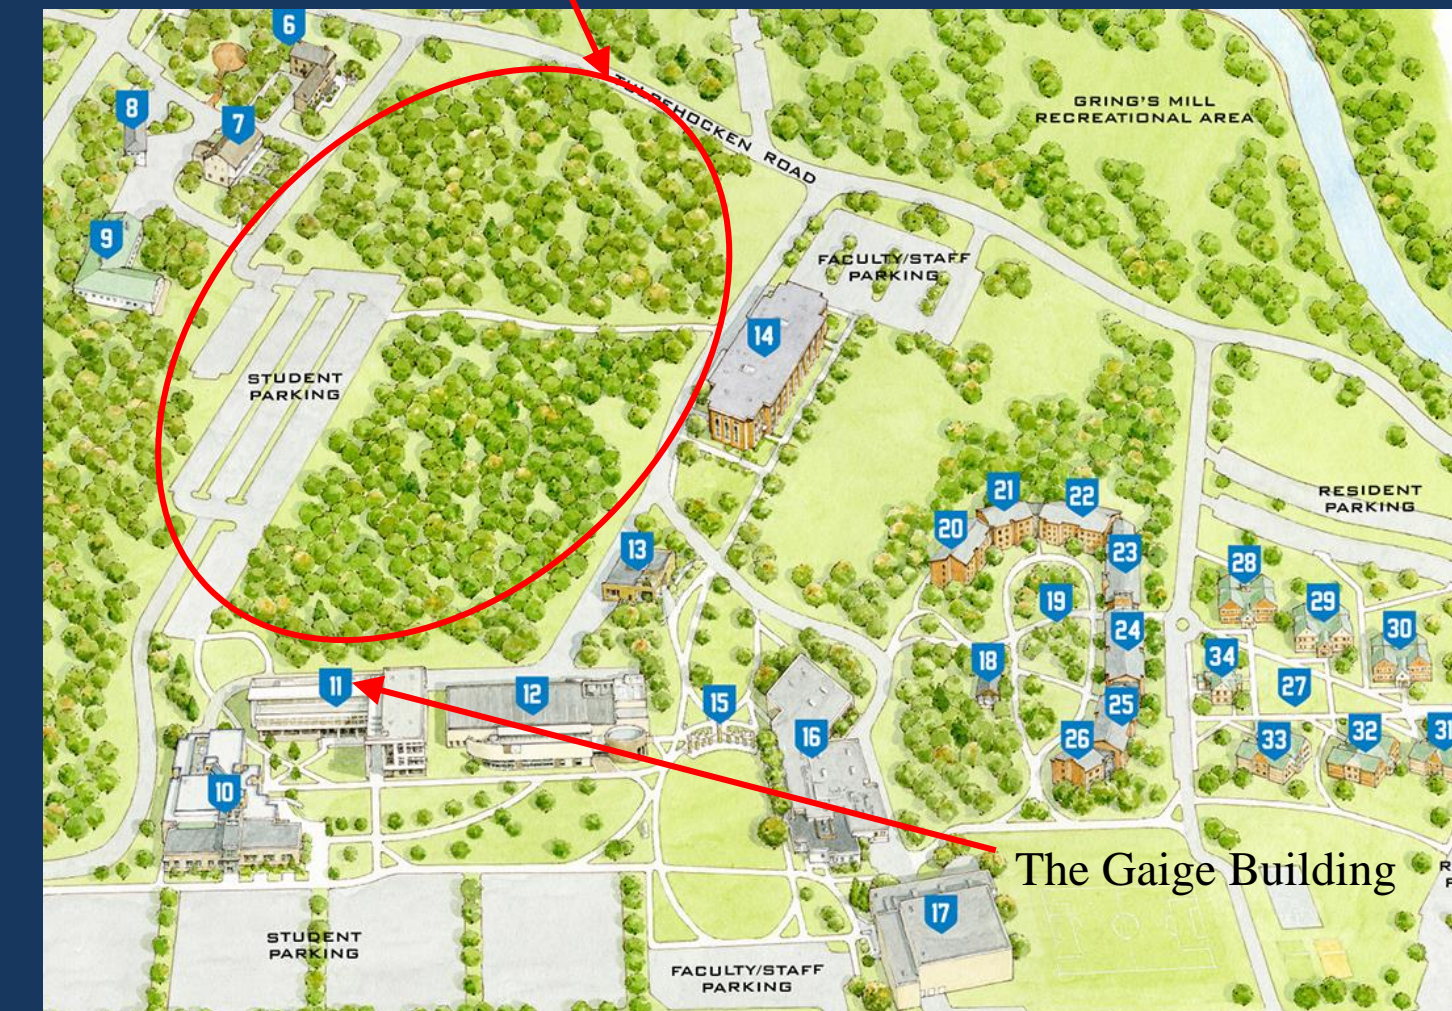 6
TULPEHOCKEN ROAD
GRING'S MILL
RECREATIONAL AREA
8
7
9
FACULTY/STAFF
PARKING
14
STUDENT
PARKING
21
22
RESIDENT
PARKING
20
13
23
28
19
29
24
30
34
18
11
12
27
15
25
16
26
33
32
31
10
The Gaige Building
17
STUDENT
PARKING
FACULTY/STAFF
PARKING